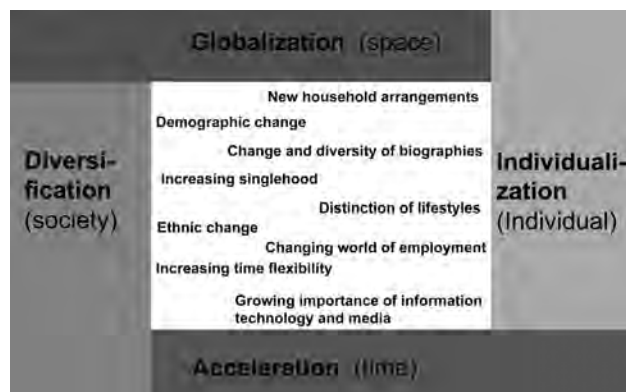 Globalization (space)
New household arrangements
Demographic change
Change and diversity of biographies
Increasing singlehood
Distinction of lifestyles
Ethnic change
Changing world of employment
Increasing time flexibility
Growing importance of information
technology and media
Diversi-
fication
(society)
Individuali-
zation
(Individual)
Acceleration (time)